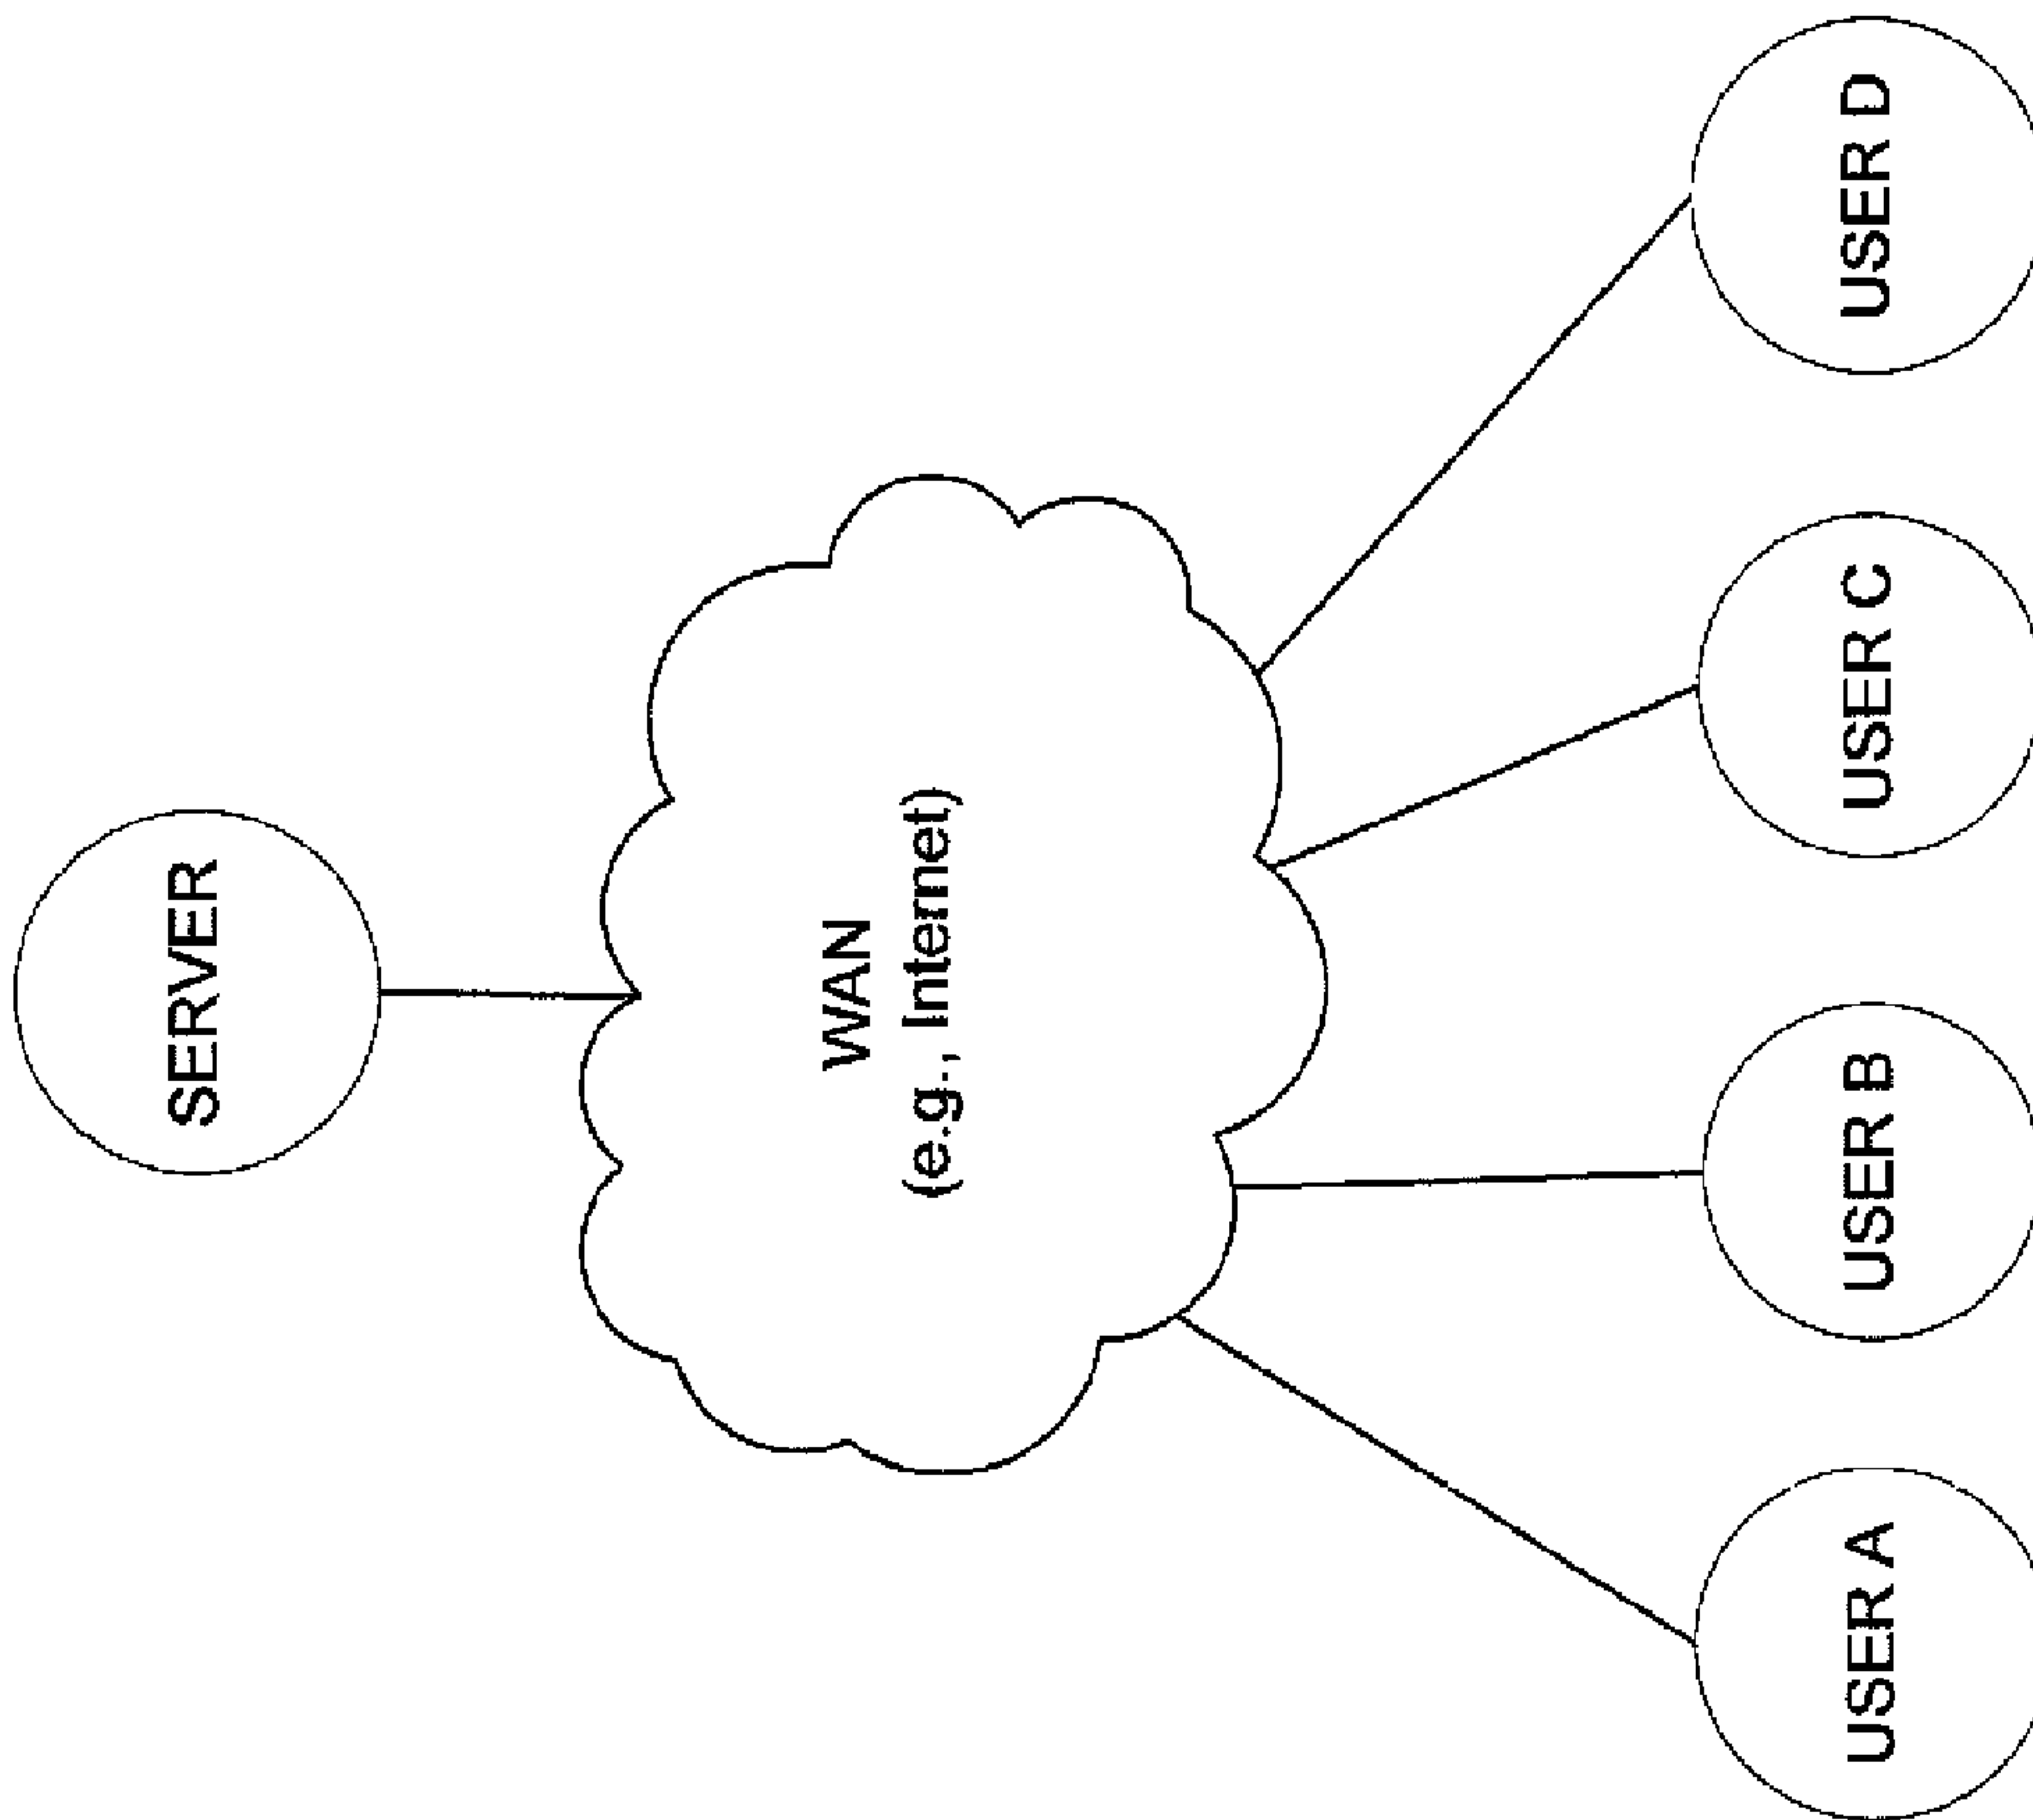 SERVER
WAN
(e.g., Internet)
USER A
USER B
USER C
USER D